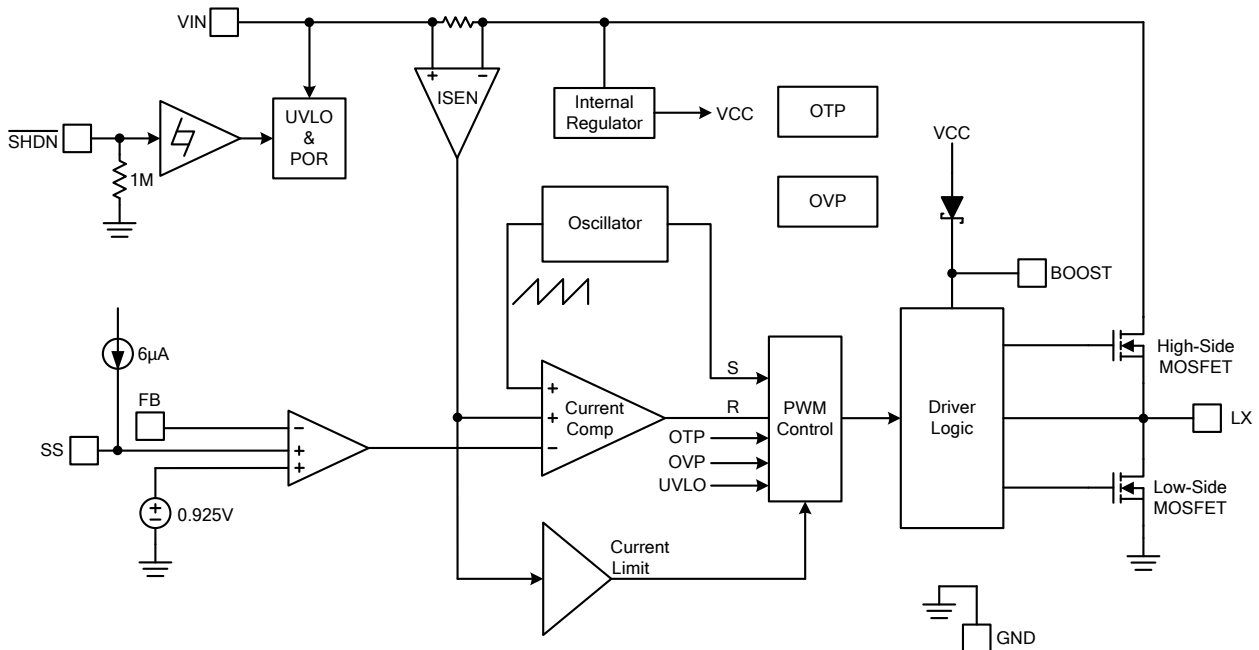 VIN
+ −
ISEN
Internal
Regulator
VCC
OTP
SHDN
UVLO
&
POR
1M
VCC
OVP
Oscillator
BOOST
6µA
High-Side
MOSFET
FB
S
+
+
−
Current
Comp
R
PWM
Control
Driver
Logic
LX
SS
−
+
+
OTP
OVP
UVLO
Low-Side
MOSFET
+
−
0.925V
Current
Limit
GND